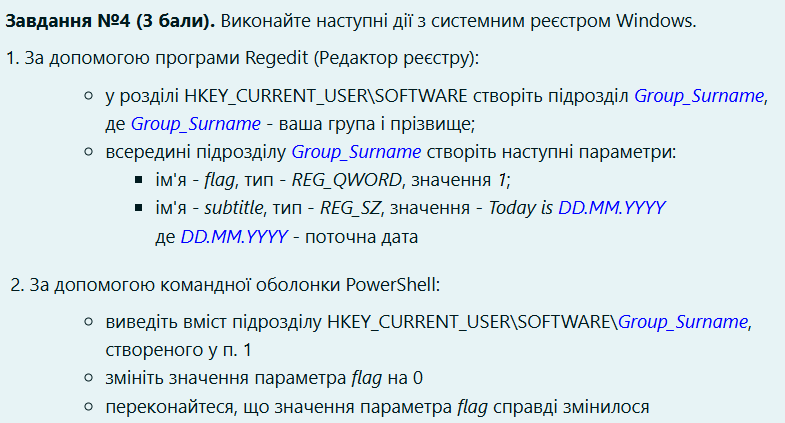 Завдання №4 (3 бали). Виконайте наступні дії з системним реєстром Windows.
1. За допомогою програми Regedit (Редактор реєстру):
у розділі HKEY_CURRENT_USER\SOFTWARE створіть підрозділ Group_Surname,
де Group_Surname - ваша група і прізвище;
всередині підрозділу Group_Surname створіть наступні параметри:
ім'я - flag, тип - REG_QWORD, значення 1;
ім'я - subtitle, тип - REG_SZ, значення - Today is DD.MM.YYYY
де DD.MM.YYYY - поточна дата
2. За допомогою командної оболонки PowerShell:
виведіть вміст підрозділу HKEY_CURRENT_USER\SOFTWARE\Group_Surname,
створеного у п. 1
змініть значення параметра flag на 0
переконайтеся, що значення параметра flag справді змінилося